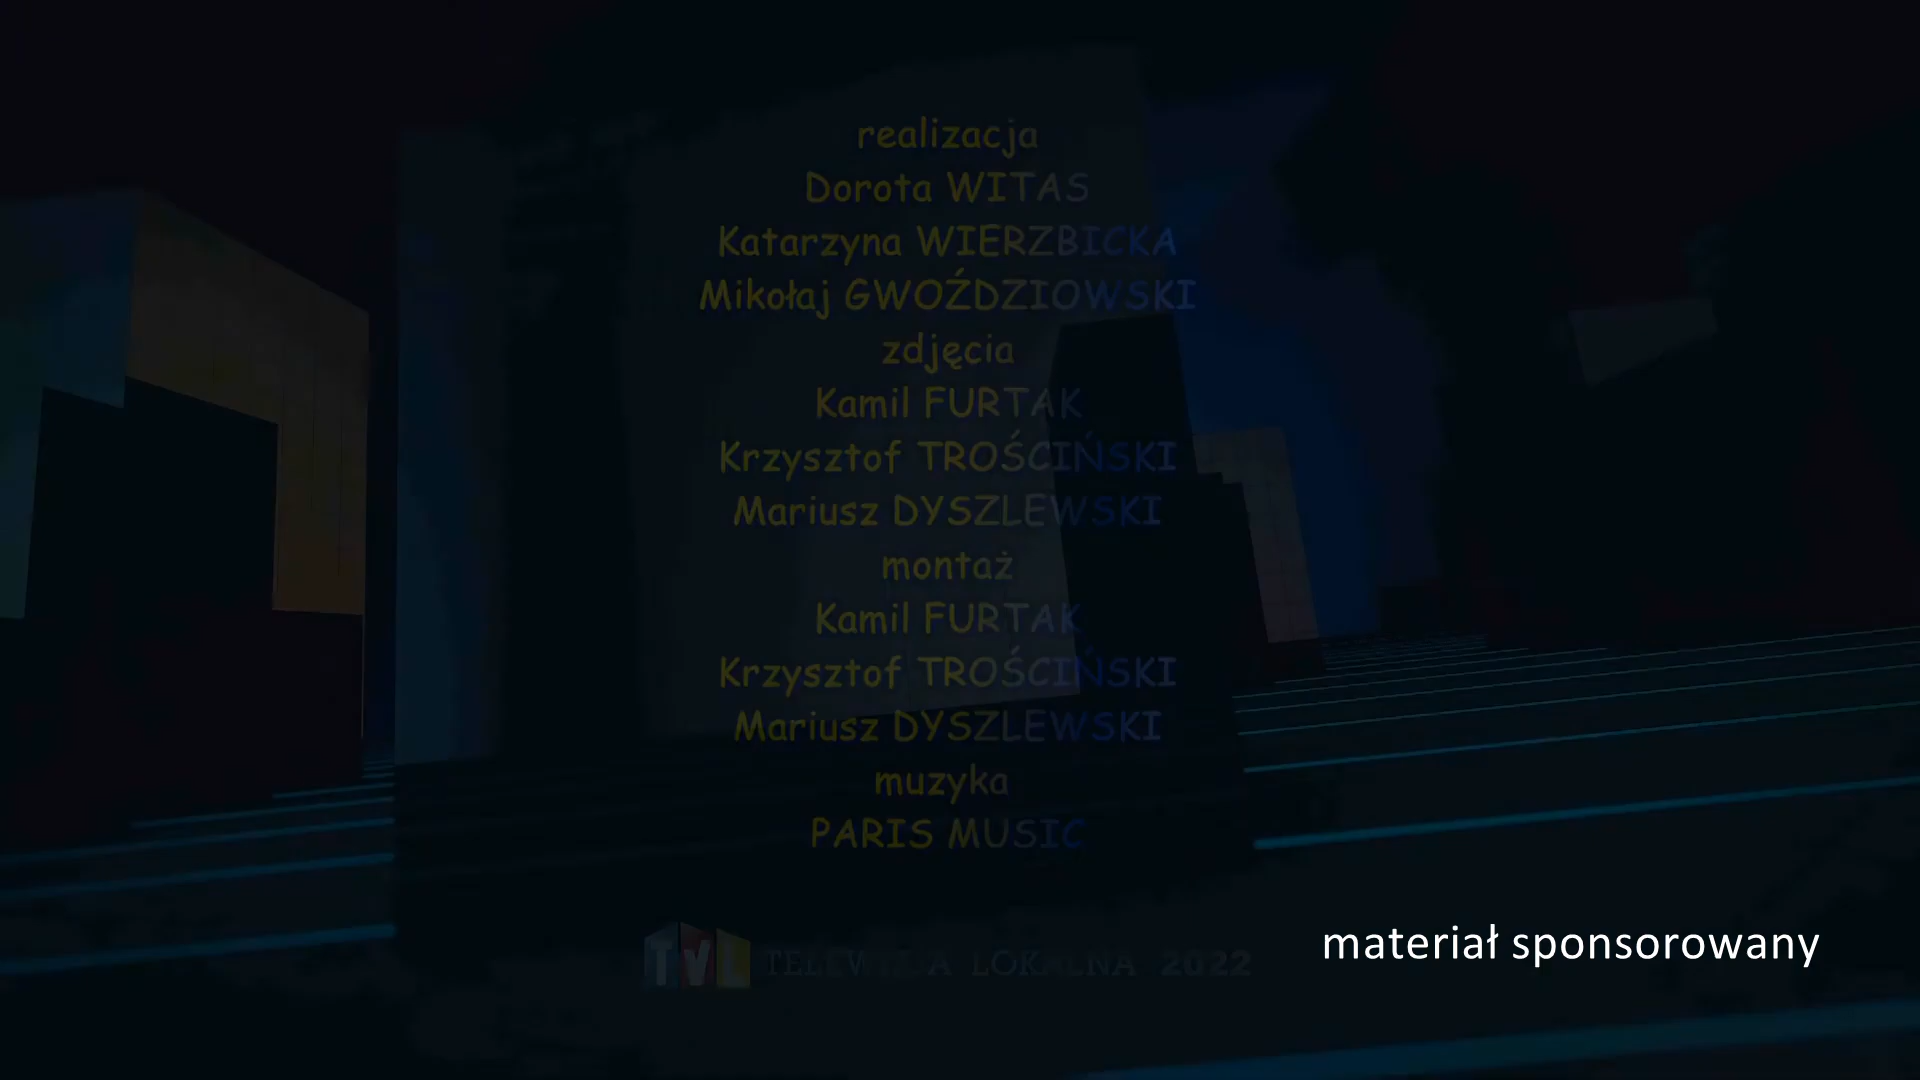 realizacja
Dorota WITAS
Katarzyna WIERZBICKA
Mikołaj GWOŹDZIOWSKI
zdjęcia
Kamil FURTAK
Krzysztof TROŚCIŃSKI
Mariusz DYSZLEWSKI
montaż
Kamil FURTAK
Krzysztof TROŚCIŃSKI
Mariusz DYSZLEWSKI
muzyka
PARIS MUSIC
TVL TELEWIZJA LOKALNA 2022
materiał sponsorowany